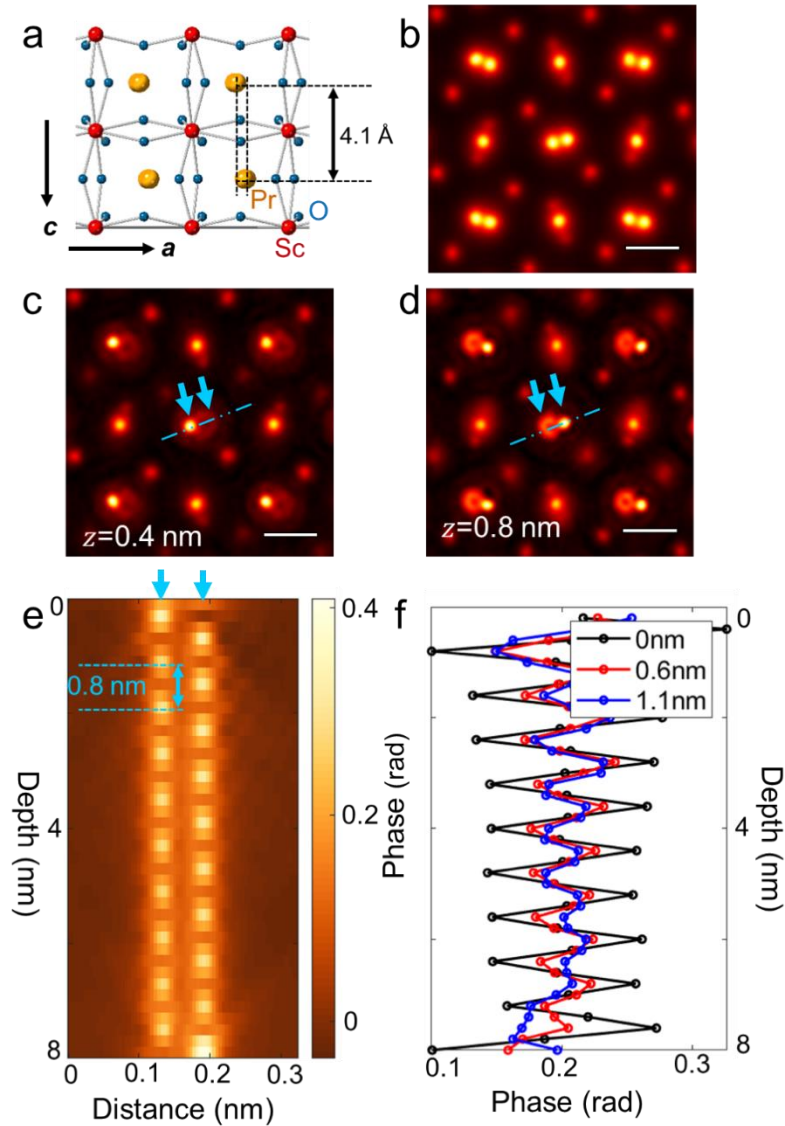 a
4.1 Å
c
a
Pr
O
Sc
b
c
z=0.4 nm
d
z=0.8 nm
e
0
0.8 nm
4
8
Depth (nm)
0
0.1
0.2
0.3
Distance (nm)
0.4
0.2
0
Phase (rad)
f
0nm
0.6nm
1.1nm
0
4
8
Depth (nm)
0.1
0.2
0.3
Phase (rad)